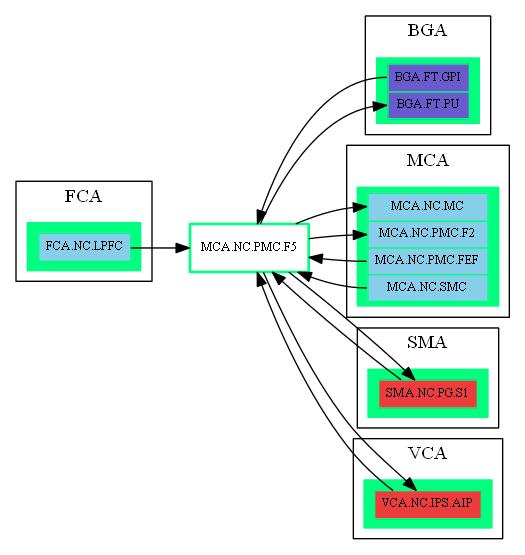 BGA
BGA.FT.GPI
BGA.FT.PU
MCA
MCA.NC.MC
MCA.NC.PMC.F2
MCA.NC.PMC.FEF
MCA.NC.SMC
FCA
FCA.NC.LPFC
MCA.NC.PMC.F5
SMA
SMA.NC.PG.S1
VCA
VCA.NC.IPS.AIP